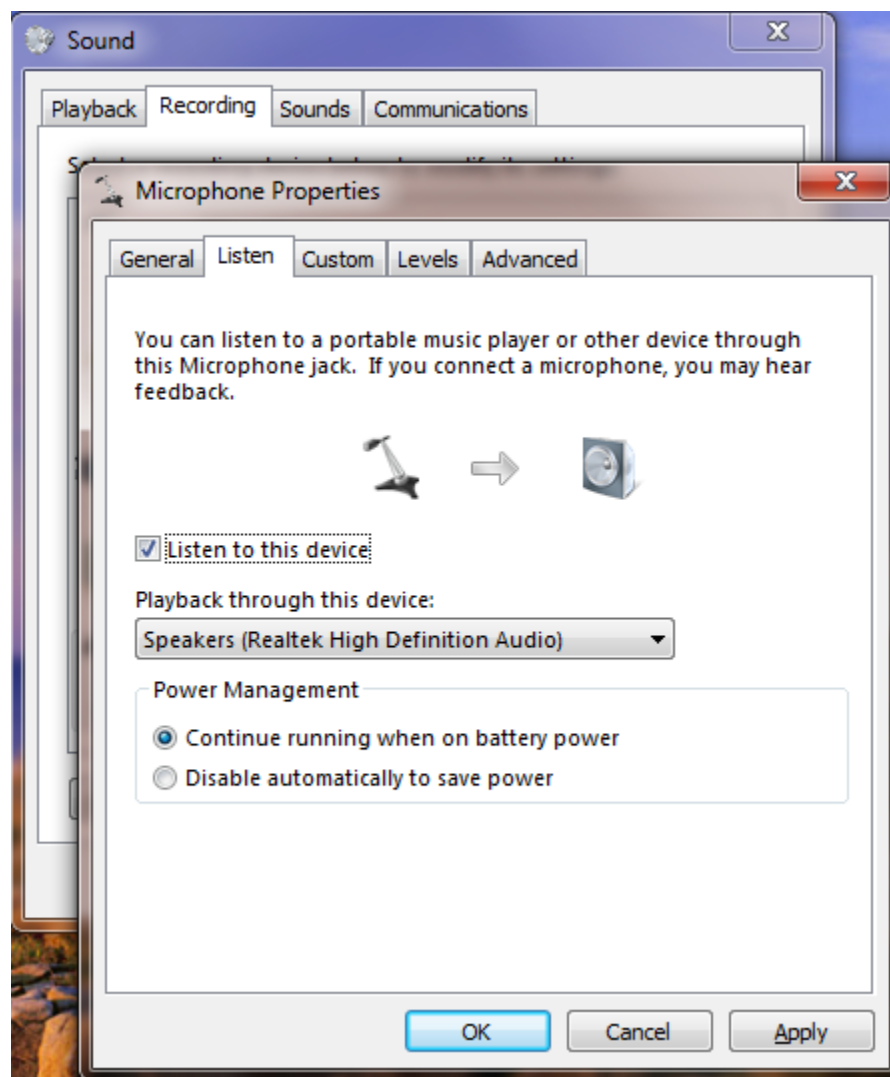 Sound
Playback Recording Sounds Communications
Microphone Properties
General Listen Custom Levels Advanced
You can listen to a portable music player or other device through
this Microphone jack. If you connect a microphone, you may hear
feedback.
Listen to this device
Playback through this device:
Speakers (Realtek High Definition Audio)
Power Management
Continue running when on battery power
Disable automatically to save power
OK Cancel Apply